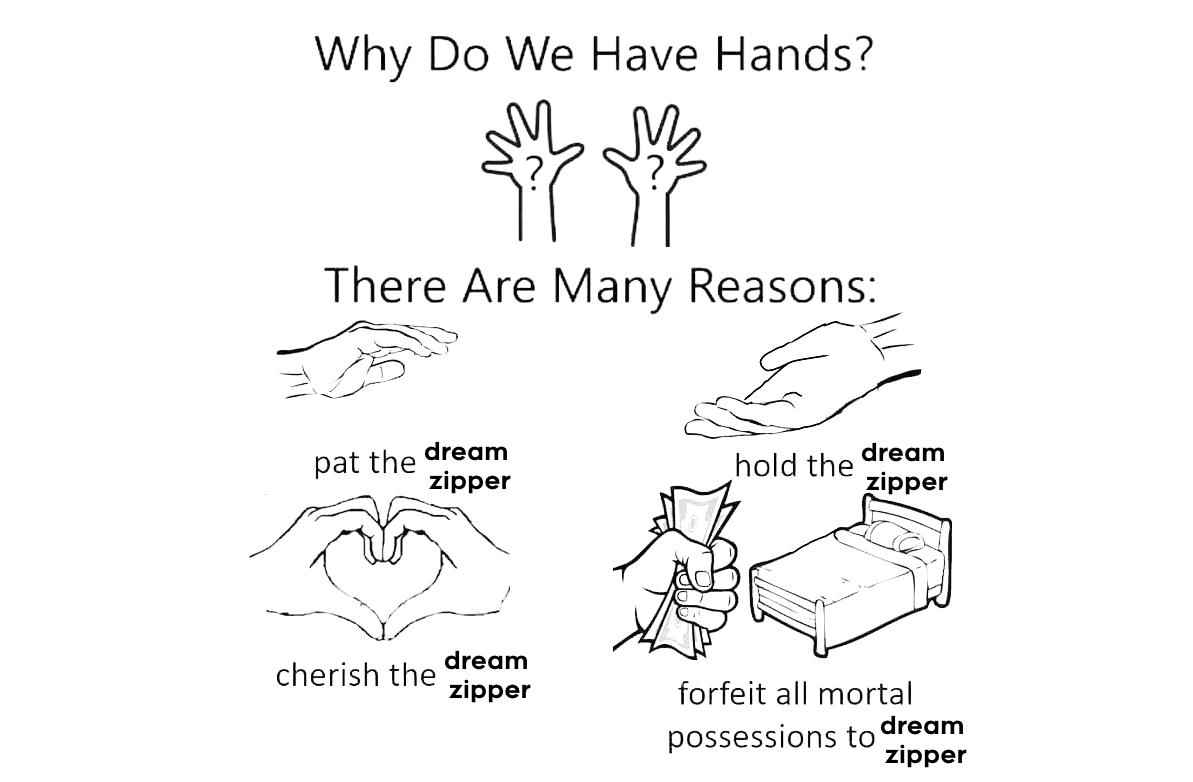 Why Do We Have Hands?
? ?
There Are Many Reasons:
pat the dream zipper
hold the dream zipper
cherish the dream zipper
forfeit all mortal
possessions to dream zipper